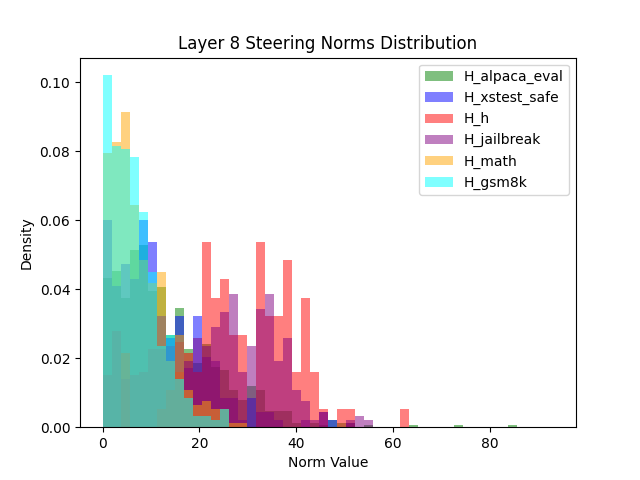 Layer 8 Steering Norms Distribution
H_alpaca_eval
H_xstest_safe
H_h
H_jailbreak
H_math
H_gsm8k
0.10
0.08
0.06
0.04
0.02
0.00
Density
0
20
40
60
80
Norm Value